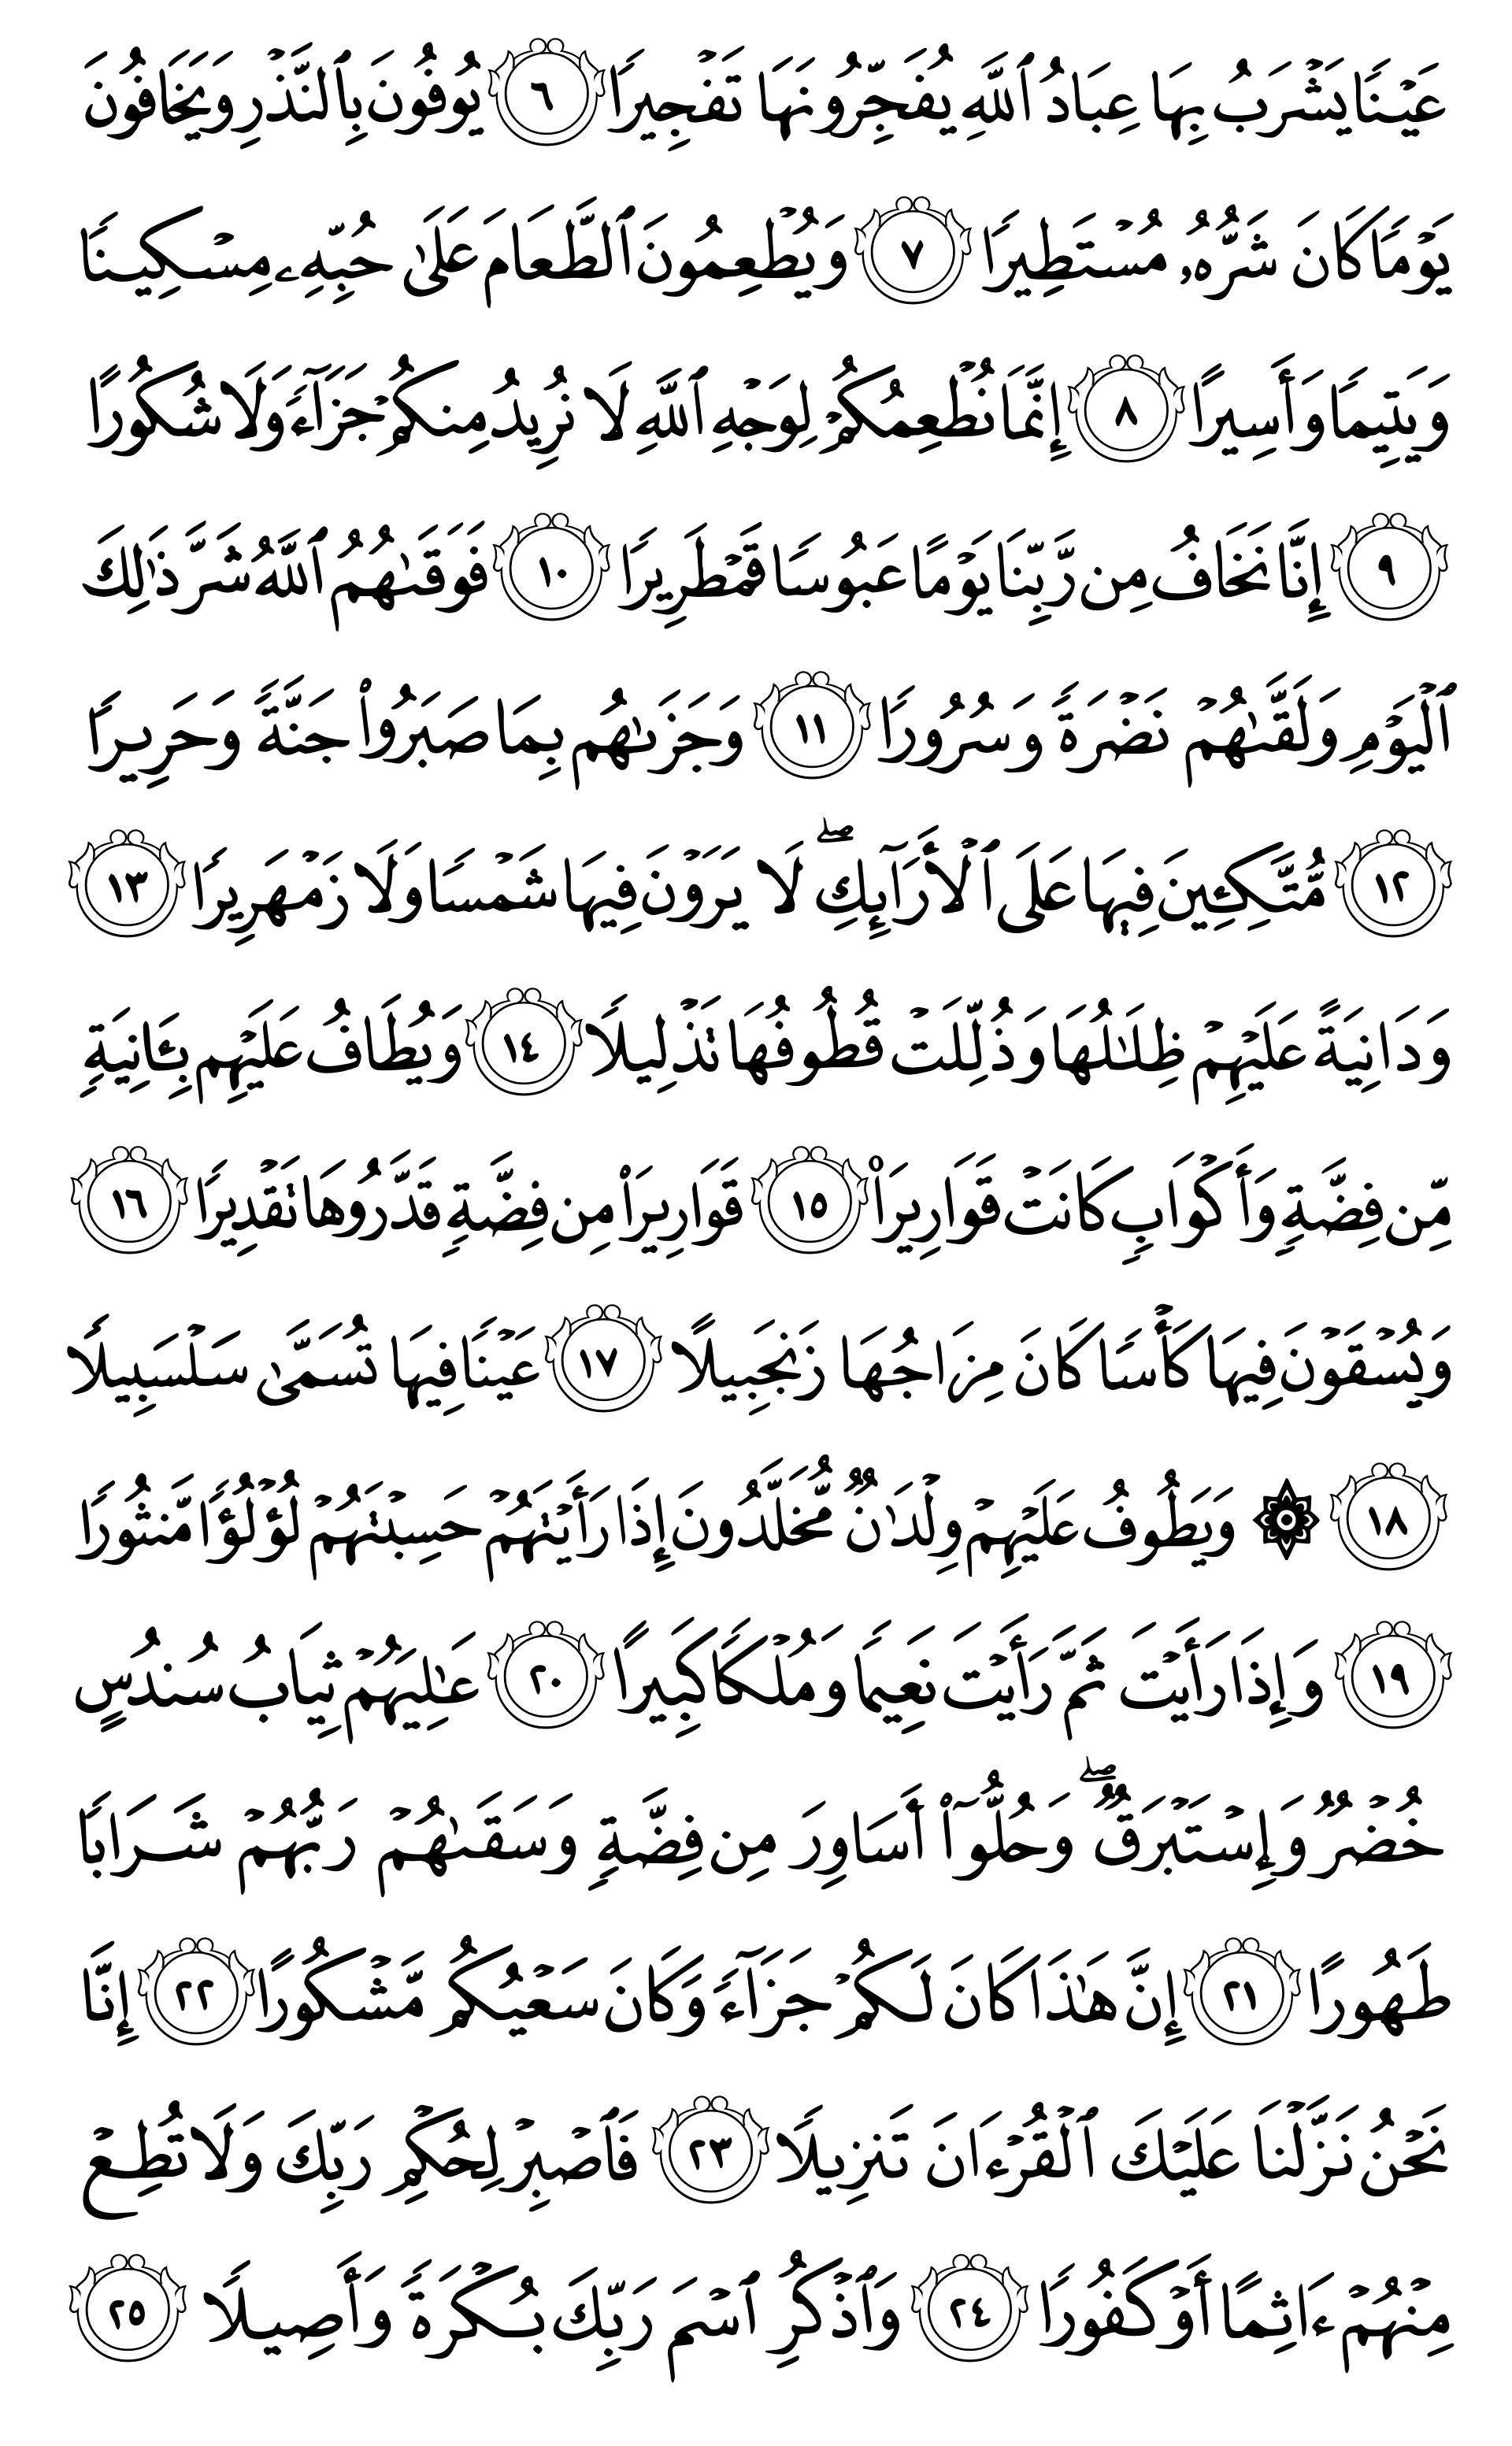 عَيۡنٗا يَشۡرَبُ بِهَا عِبَادُ ٱللَّهِ يُفَجِّرُونَهَا تَفۡجِيرٗا ٦ يُوفُونَ بِٱلنَّذۡرِ وَيَخَافُونَ
يَوۡمٗا كَانَ شَرُّهُۥ مُسۡتَطِيرٗا ٧ وَيُطۡعِمُونَ ٱلطَّعَامَ عَلَىٰ حُبِّهِۦ مِسۡكِينٗا
وَيَتِيمٗا وَأَسِيرًا ٨ إِنَّمَا نُطۡعِمُكُمۡ لِوَجۡهِ ٱللَّهِ لَا نُرِيدُ مِنكُمۡ جَزَآءٗ وَلَا شُكُورًا
٩ إِنَّا نَخَافُ مِن رَّبِّنَا يَوۡمًا عَبُوسٗا قَمۡطَرِيرٗا ١٠ فَوَقَىٰهُمُ ٱللَّهُ شَرَّ ذَٰلِكَ
ٱلۡيَوۡمِ وَلَقَّىٰهُمۡ نَضۡرَةٗ وَسُرُورٗا ١١ وَجَزَىٰهُم بِمَا صَبَرُواْ جَنَّةٗ وَحَرِيرٗا
١٢ مُّتَّكِـِٔينَ فِيهَا عَلَى ٱلۡأَرَآئِكِۖ لَا يَرَوۡنَ فِيهَا شَمۡسٗا وَلَا زَمۡهَرِيرٗا ١٣
وَدَانِيَةً عَلَيۡهِمۡ ظِلَٰلُهَا وَذُلِّلَتۡ قُطُوفُهَا تَذۡلِيلٗا ١٤ وَيُطَافُ عَلَيۡهِم بِـَٔانِيَةٖ
مِّن فِضَّةٖ وَأَكۡوَابٖ كَانَتۡ قَوَارِيرَا۠ ١٥ قَوَارِيرَاْ مِن فِضَّةٖ قَدَّرُوهَا تَقۡدِيرٗا ١٦
وَيُسۡقَوۡنَ فِيهَا كَأۡسٗا كَانَ مِزَاجُهَا زَنجَبِيلًا ١٧ عَيۡنٗا فِيهَا تُسَمَّىٰ سَلۡسَبِيلٗا
١٨ ۞ وَيَطُوفُ عَلَيۡهِمۡ وِلۡدَٰنٞ مُّخَلَّدُونَ إِذَا رَأَيۡتَهُمۡ حَسِبۡتَهُمۡ لُؤۡلُؤٗا مَّنثُورٗا
١٩ وَإِذَا رَأَيۡتَ ثَمَّ رَأَيۡتَ نَعِيمٗا وَمُلۡكٗا كَبِيرًا ٢٠ عَٰلِيَهُمۡ ثِيَابُ سُندُسٍ
خُضۡرٞ وَإِسۡتَبۡرَقٞۖ وَحُلُّوٓاْ أَسَاوِرَ مِن فِضَّةٖ وَسَقَىٰهُمۡ رَبُّهُمۡ شَرَابٗا
طَهُورًا ٢١ إِنَّ هَٰذَا كَانَ لَكُمۡ جَزَآءٗ وَكَانَ سَعۡيُكُم مَّشۡكُورًا ٢٢ إِنَّا
نَحۡنُ نَزَّلۡنَا عَلَيۡكَ ٱلۡقُرۡءَانَ تَنزِيلٗا ٢٣ فَٱصۡبِرۡ لِحُكۡمِ رَبِّكَ وَلَا تُطِعۡ
مِنۡهُمۡ ءَاثِمًا أَوۡ كَفُورٗا ٢٤ وَٱذۡكُرِ ٱسۡمَ رَبِّكَ بُكۡرَةٗ وَأَصِيلٗا ٢٥